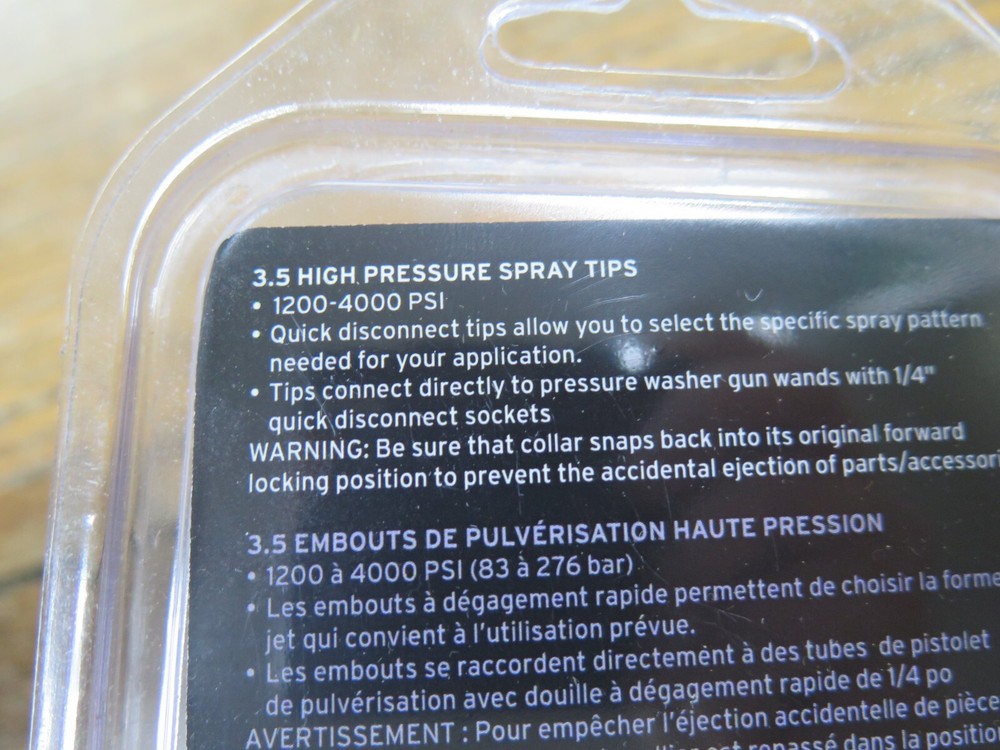 3.5 HIGH PRESSURE SPRAY TIPS
• 1200-4000 PSI
• Quick disconnect tips allow you to select the specific spray pattern
needed for your application.
• Tips connect directly to pressure washer gun wands with 1/4"
quick disconnect sockets
WARNING: Be sure that collar snaps back into its original forward
locking position to prevent the accidental ejection of parts/accessori
3.5 EMBOUTS DE PULVÉRISATION HAUTE PRESSION
• 1200 à 4000 PSI (83 à 276 bar)
• Les embouts à dégagement rapide permettent de choisir la forme
jet qui convient à l'utilisation prévue.
• Les embouts se raccordent directement à des tubes de pistolet
de pulvérisation avec douille à dégagement rapide de 1/4 po
AVERTISSEMENT : Pour empêcher l'éjection accidentelle de pièce
est repassé dans la positio